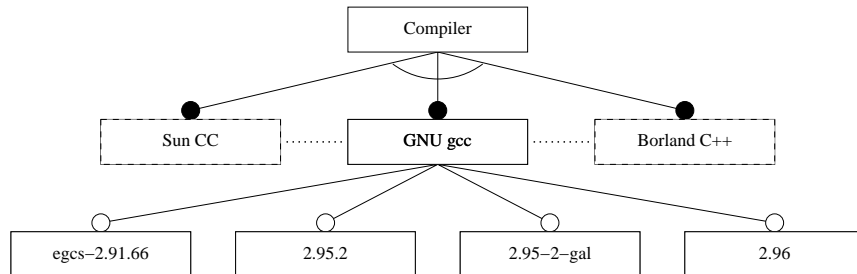 Compiler
Sun CC
GNU gcc
Borland C++
egcs−2.91.66
2.95.2
2.95−2−gal
2.96